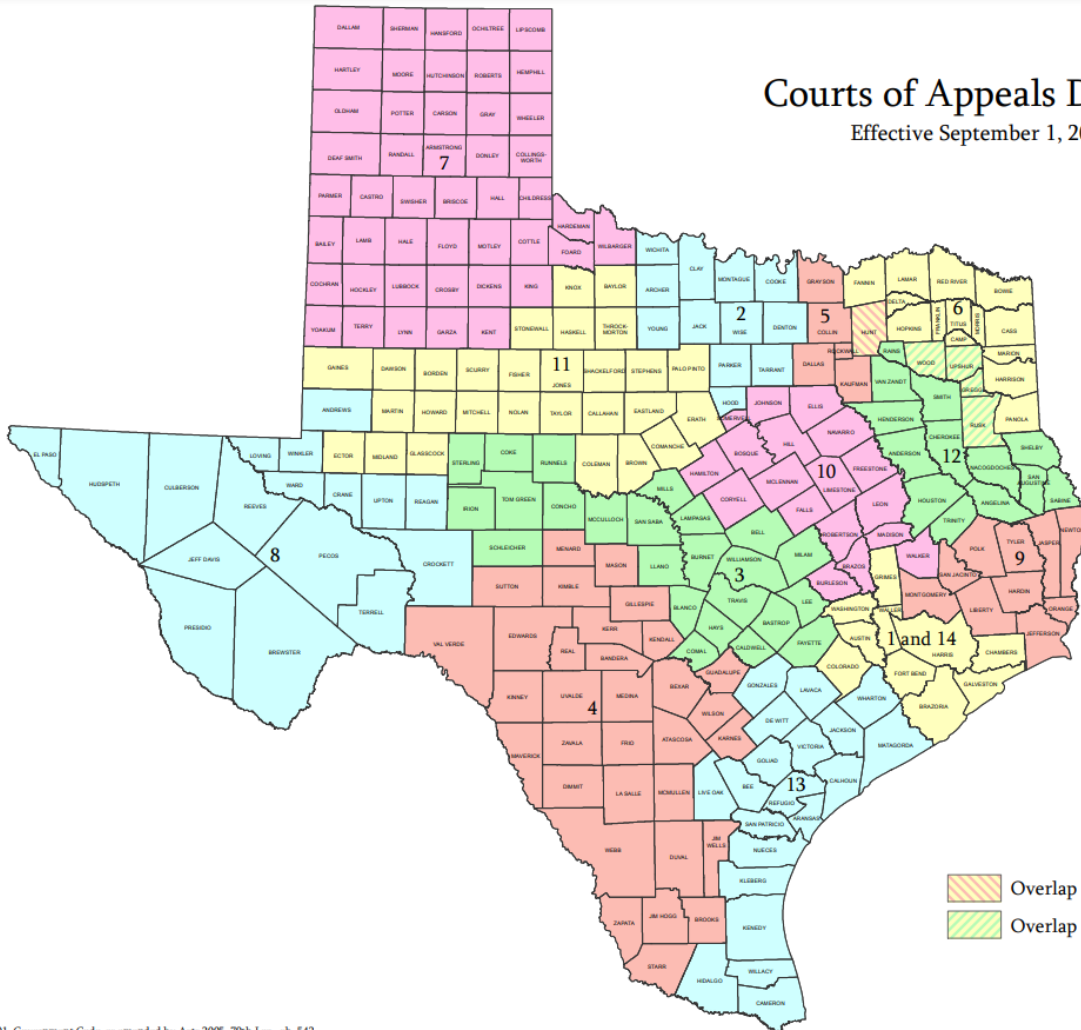 Courts of Appeals D
Effective September 1, 20
DALLAM SHERMAN HANSFORD OCHILTREE LIPSCOMB
HARTLEY MOORE HUTCHINSON ROBERTS HEMPHILL
OLDHAM POTTER CARSON GRAY WHEELER
DEAF SMITH RANDALL ARMSTRONG DONLEY COLLINGS-
WORTH
7
PARMER CASTRO SWISHER BRISCOE HALL CHILDRESS
HARDEMAN
BAILEY LAMB HALE FLOYD MOTLEY COTTLE FOARD WILBARGER WICHITA
CLAY MONTAGUE COOKE GRAYSON FANNIN LAMAR RED RIVER BOWIE
COCHRAN HOCKLEY LUBBOCK CROSBY DICKENS KING KNOX BAYLOR ARCHER
DELTA FRANKLIN TITUS MORRIS CASS
2 5 6
YOAKUM TERRY LYNN GARZA KENT STONEWALL HASKELL THROCK-
MORTON YOUNG JACK WISE DENTON COLLIN HUNT HOPKINS CAMP
ROCKWALL RAINS WOOD UPSHUR MARION
GAINES DAWSON BORDEN SCURRY FISHER JONES SHACKELFORD STEPHENS PALO PINTO PARKER TARRANT DALLAS KAUFMAN VAN ZANDT HARRISON
11
SMITH
ANDREWS MARTIN HOWARD MITCHELL NOLAN TAYLOR CALLAHAN EASTLAND ERATH HOOD JOHNSON ELLIS HENDERSON RUSK PANOLA
COMANCHE BOSQUE HILL NAVARRO ANDERSON CHEROKEE SHELBY
EL PASO HUDSPETH CULBERSON REEVES LOVING WINKLER ECTOR MIDLAND GLASSCOCK STERLING COKE RUNNELS COLEMAN BROWN HAMILTON FREESTONE NACOGDOCHES
10 12
WARD CRANE UPTON REAGAN IRION TOM GREEN CONCHO MCCULLOCH SAN SABA MILLS CORYELL MCLENNAN LIMESTONE FALLS LEON HOUSTON ANGELINA SAN
AUGUSTINE SABINE
LAMPASAS BELL ROBERTSON MADISON TRINITY
JEFF DAVIS PECOS CROCKETT SCHLEICHER MENARD MASON LLANO BURNET WILLIAMSON MILAM BRAZOS WALKER POLK TYLER JASPER NEWTON
8 3 9
TERRELL SUTTON KIMBLE GILLESPIE BLANCO TRAVIS LEE BURLESON GRIMES SAN JACINTO MONTGOMERY HARDIN
PRESIDIO BREWSTER VAL VERDE EDWARDS KERR KENDALL HAYS BASTROP WASHINGTON WALLER LIBERTY ORANGE
REAL BANDERA COMAL CALDWELL FAYETTE AUSTIN HARRIS CHAMBERS JEFFERSON
1 and 14
KINNEY UVALDE MEDINA BEXAR GUADALUPE GONZALES LAVACA COLORADO FORT BEND GALVESTON
4
WILSON WHARTON BRAZORIA
MAVERICK ZAVALA FRIO ATASCOSA KARNES DE WITT JACKSON MATAGORDA
VICTORIA
GOLIAD
DIMMIT LA SALLE MCMULLEN LIVE OAK BEE REFUGIO CALHOUN
13
SAN PATRICIO ARANSAS
WEBB DUVAL JIM
WELLS NUECES
KLEBERG
ZAPATA JIM HOGG BROOKS KENEDY
STARR HIDALGO WILLACY
CAMERON
Overlap
Overlap